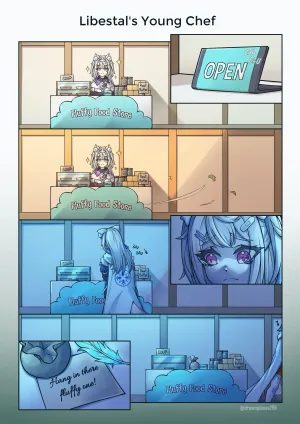 Libestal's Young Chef
Fluffy Food Store
OPEN
Fluffy Food Store
Fluffy Food
Hang in there
fluffy one!
Fluffy Food Store